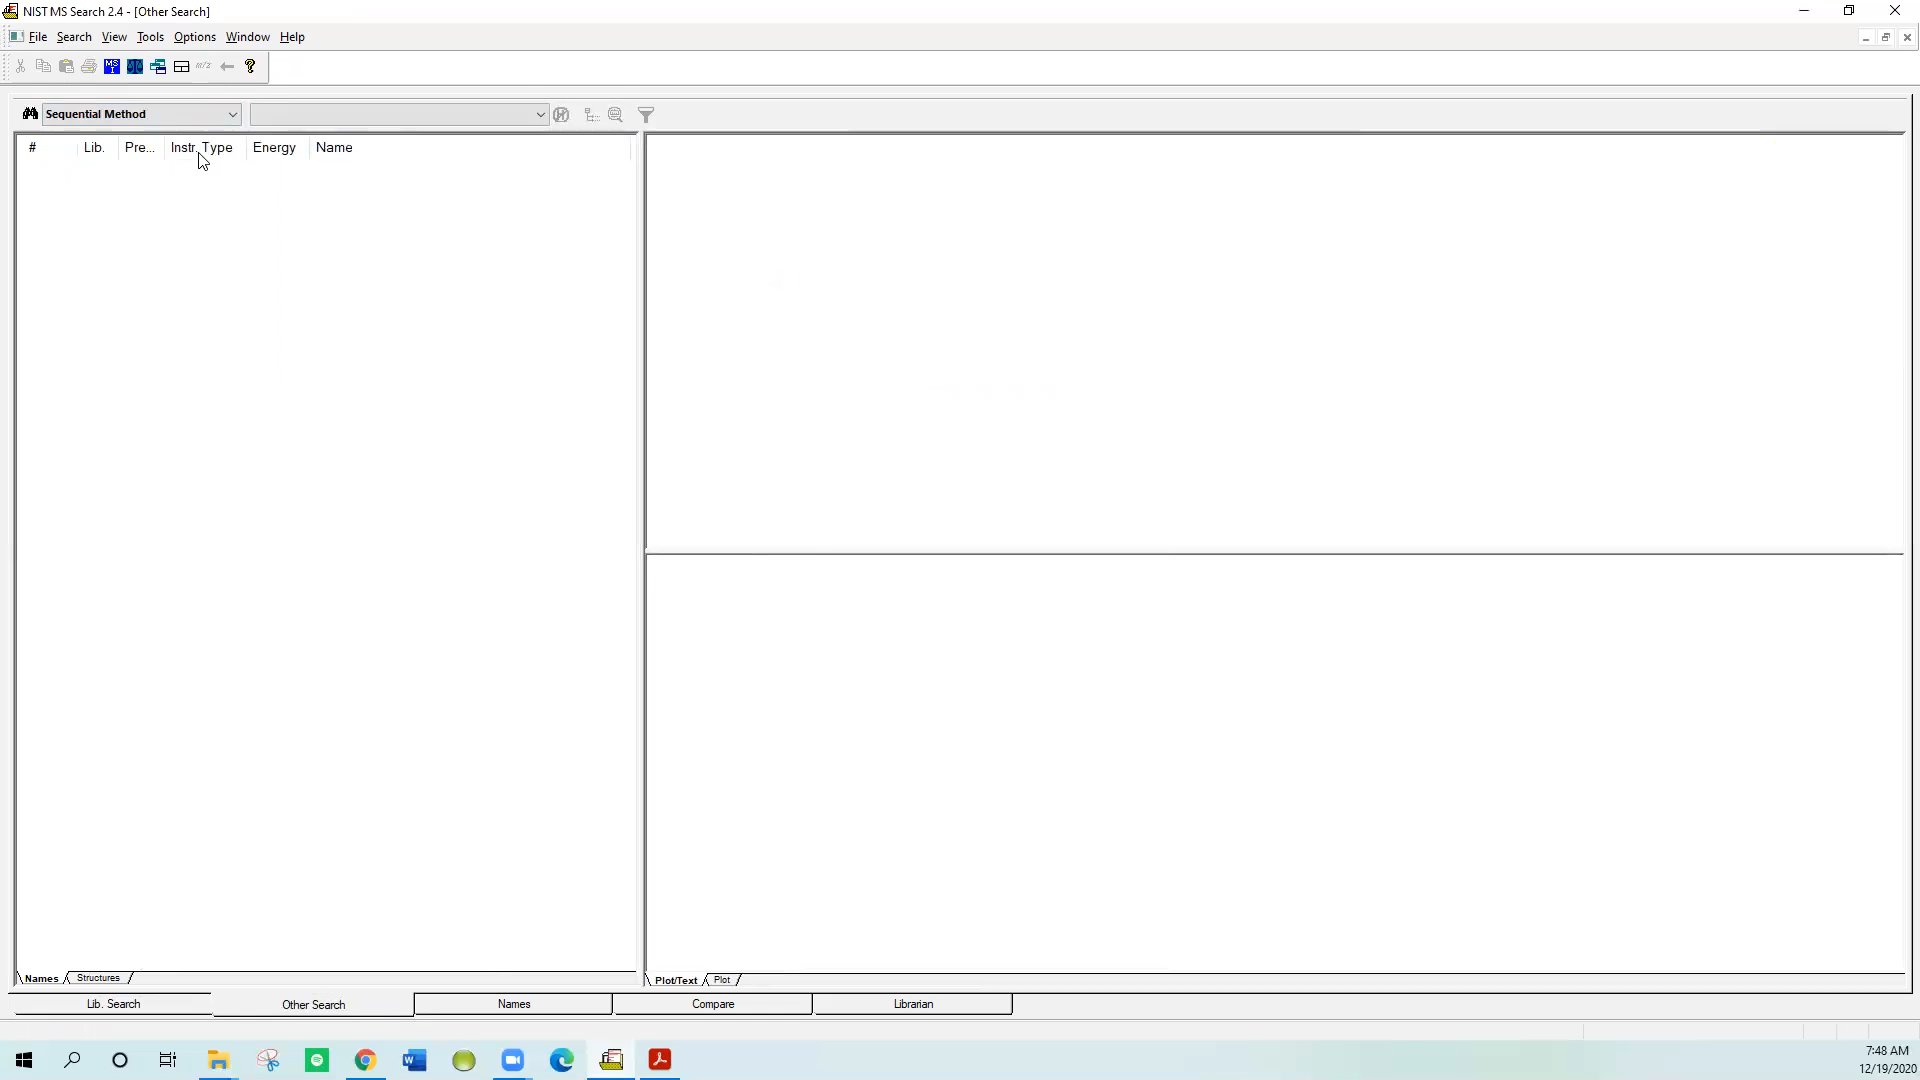 NIST MS Search 2.4 - [Other Search]
File Search View Tools Options Window Help
MS I m/z ?
Sequential Method
# Lib. Pre... Instr. Type Energy Name
Names Structures
Plot/Text Plot
Lib. Search Other Search Names Compare Librarian
7:48 AM
12/19/2020